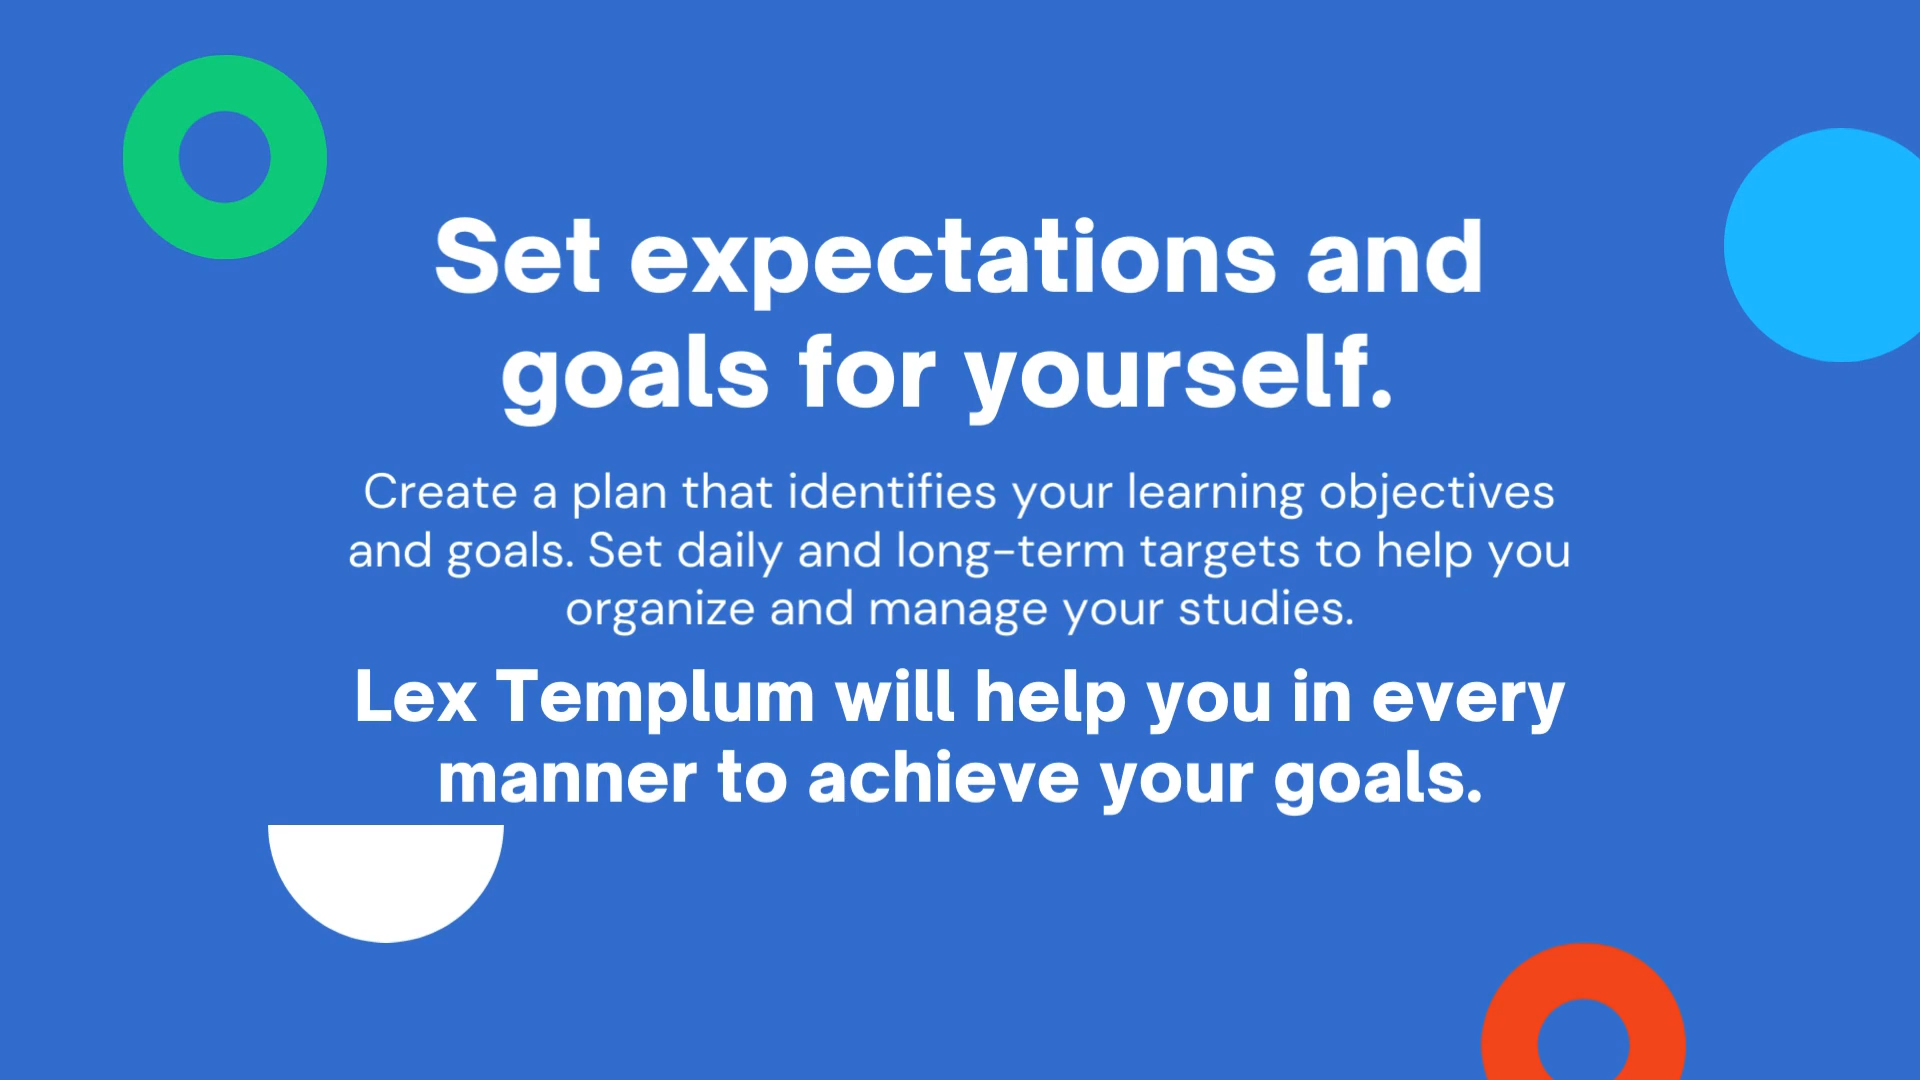 Set expectations and
goals for yourself.
Create a plan that identifies your learning objectives
and goals. Set daily and long-term targets to help you
organize and manage your studies.
Lex Templum will help you in every
manner to achieve your goals.